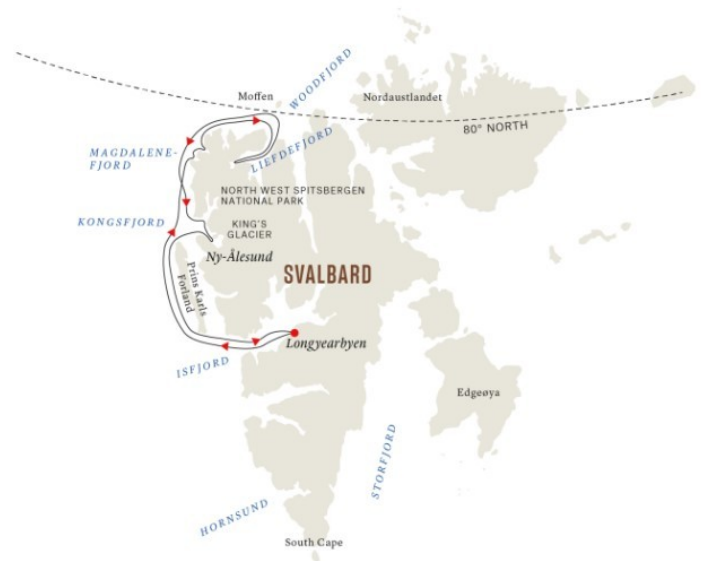 WOODFJORD
Moffen
Nordaustlandet
80° NORTH
MAGDALENE-
FJORD
LIEFDEFJORD
NORTH WEST SPITSBERGEN
NATIONAL PARK
KONGSFJORD
KING'S
GLACIER
Ny-Ålesund
SVALBARD
Prins Karls
Forland
Longyearbyen
ISFJORD
Edgeøya
STORFJORD
HORNSUND
South Cape